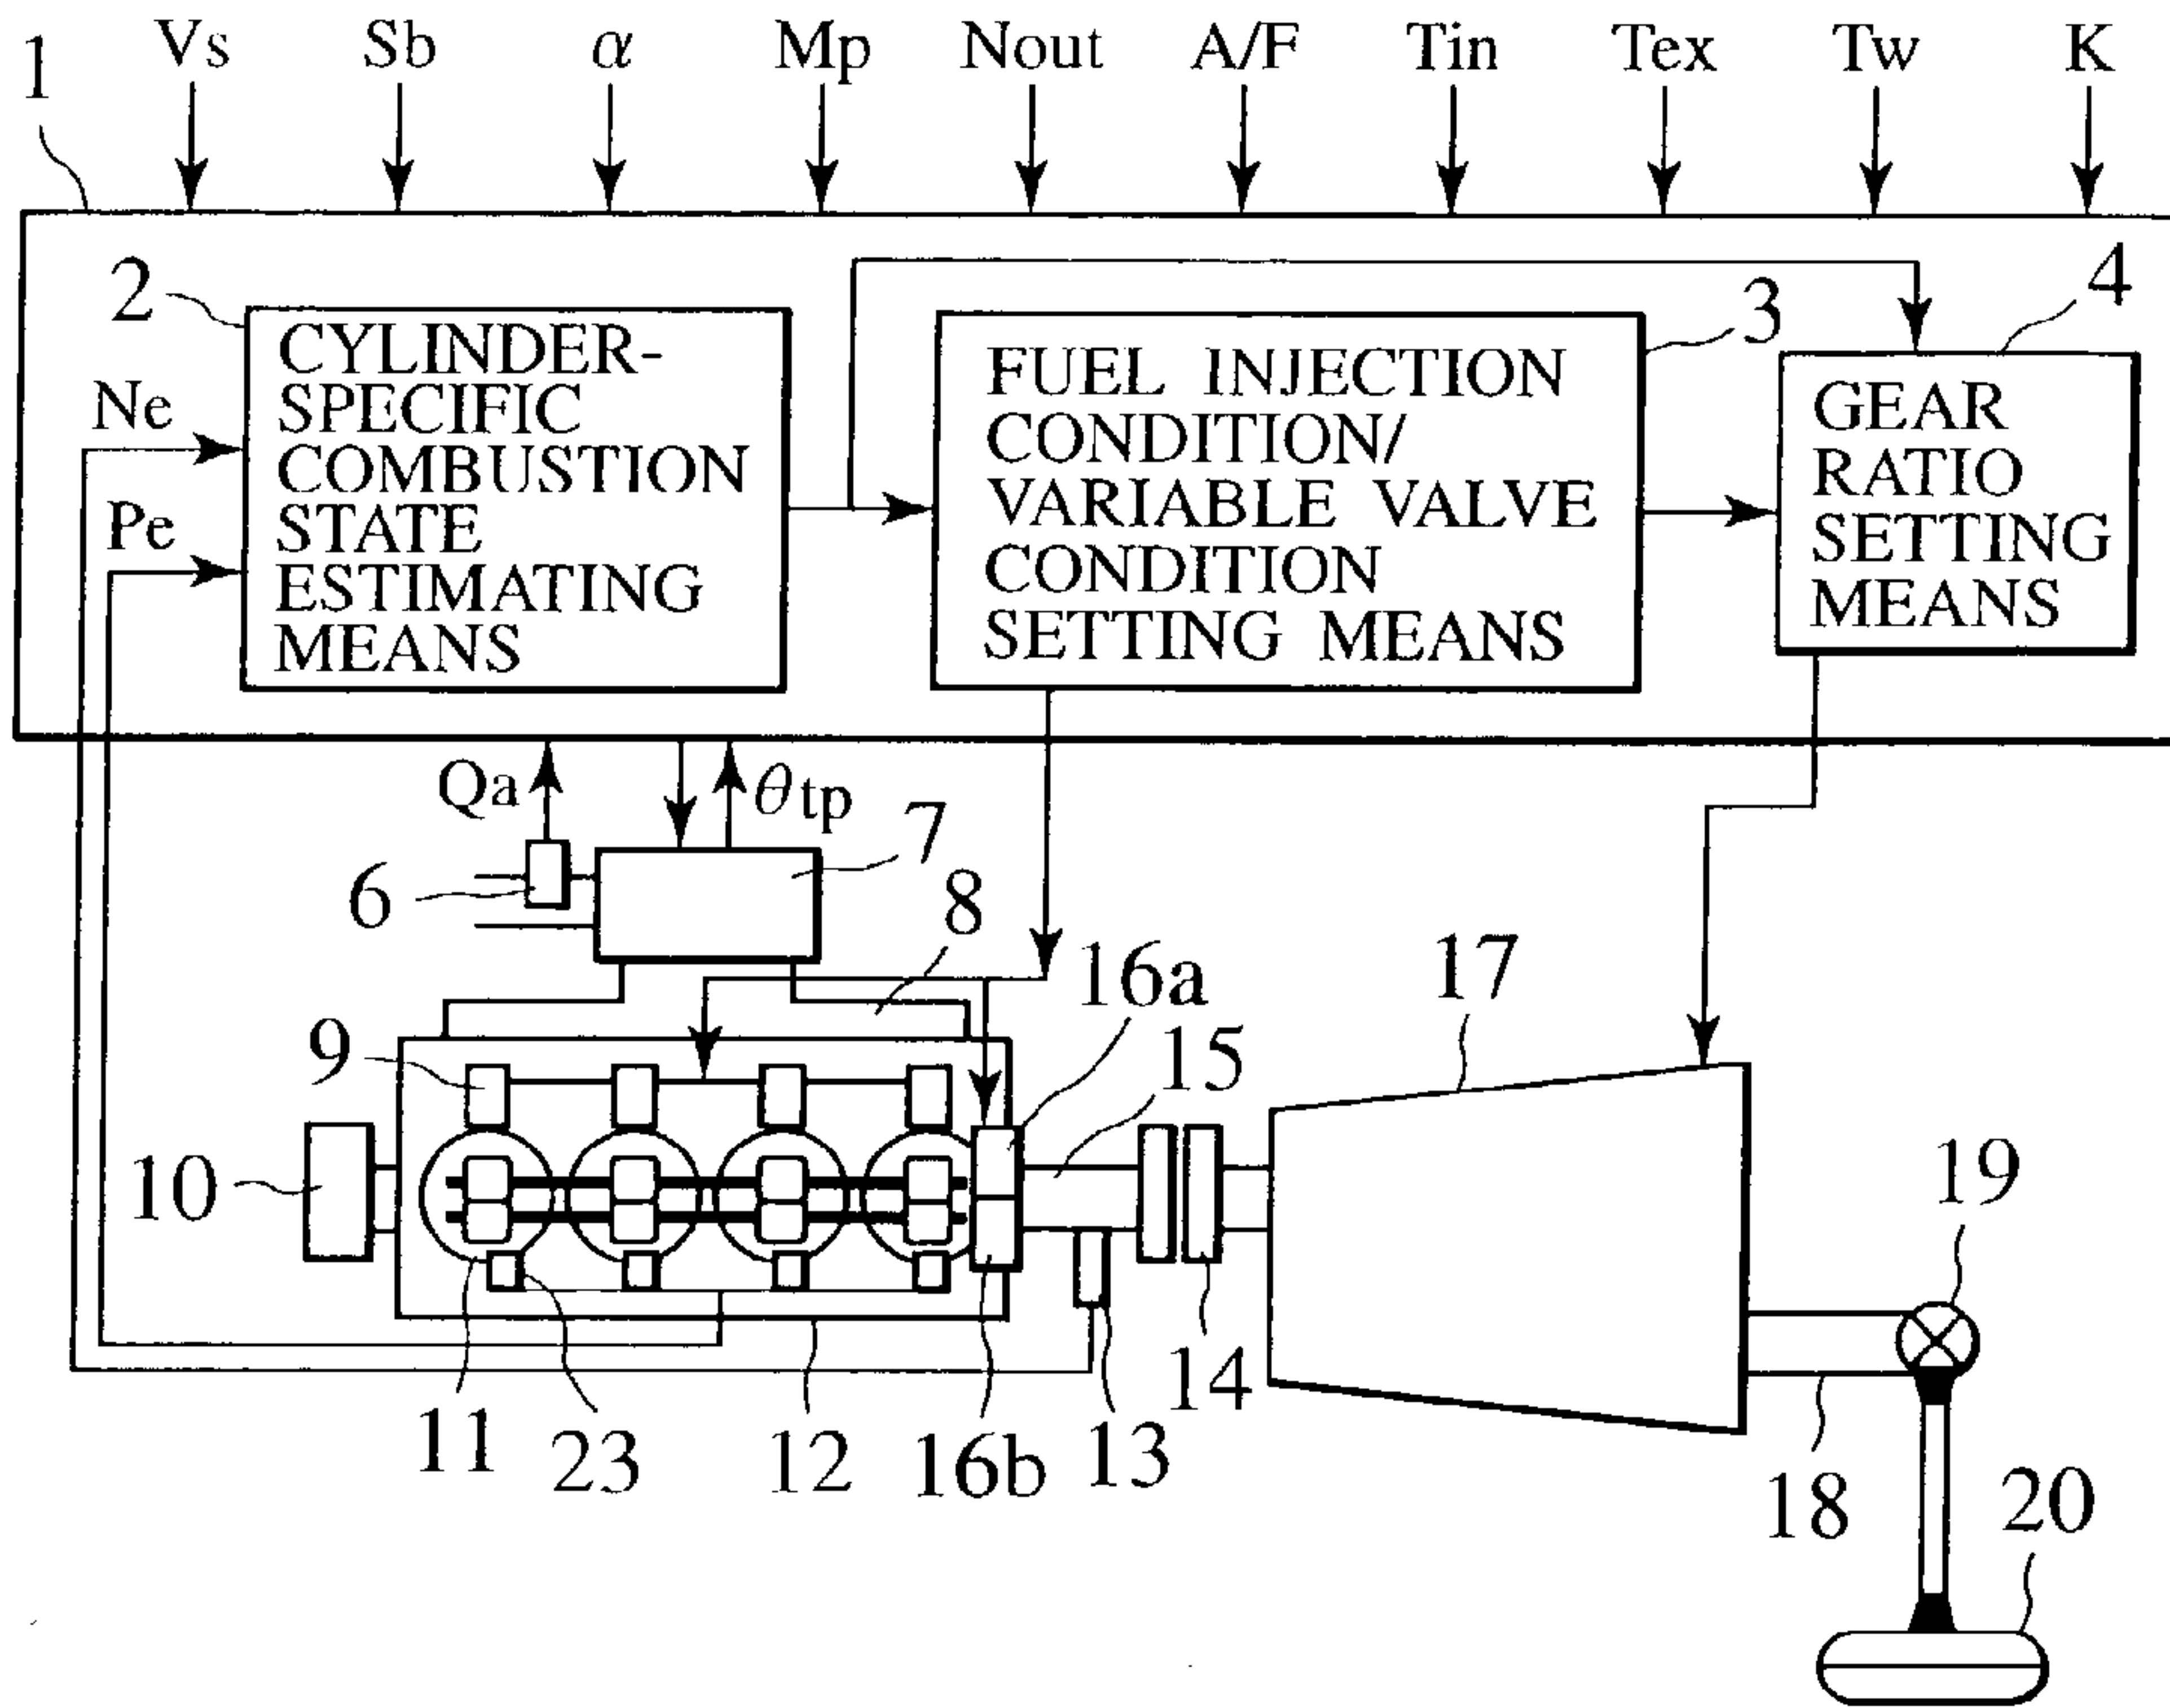 Vs Sb α Mp Nout A/F Tin Tex Tw K
1
2
3
4
CYLINDER-
SPECIFIC
COMBUSTION
STATE
ESTIMATING
MEANS
Ne
Pe
FUEL INJECTION
CONDITION/
VARIABLE VALVE
CONDITION
SETTING MEANS
GEAR
RATIO
SETTING
MEANS
Qa
θtp
6
7
8
9
10
16a
15
17
19
11
23
12
16b
13
14
18
20